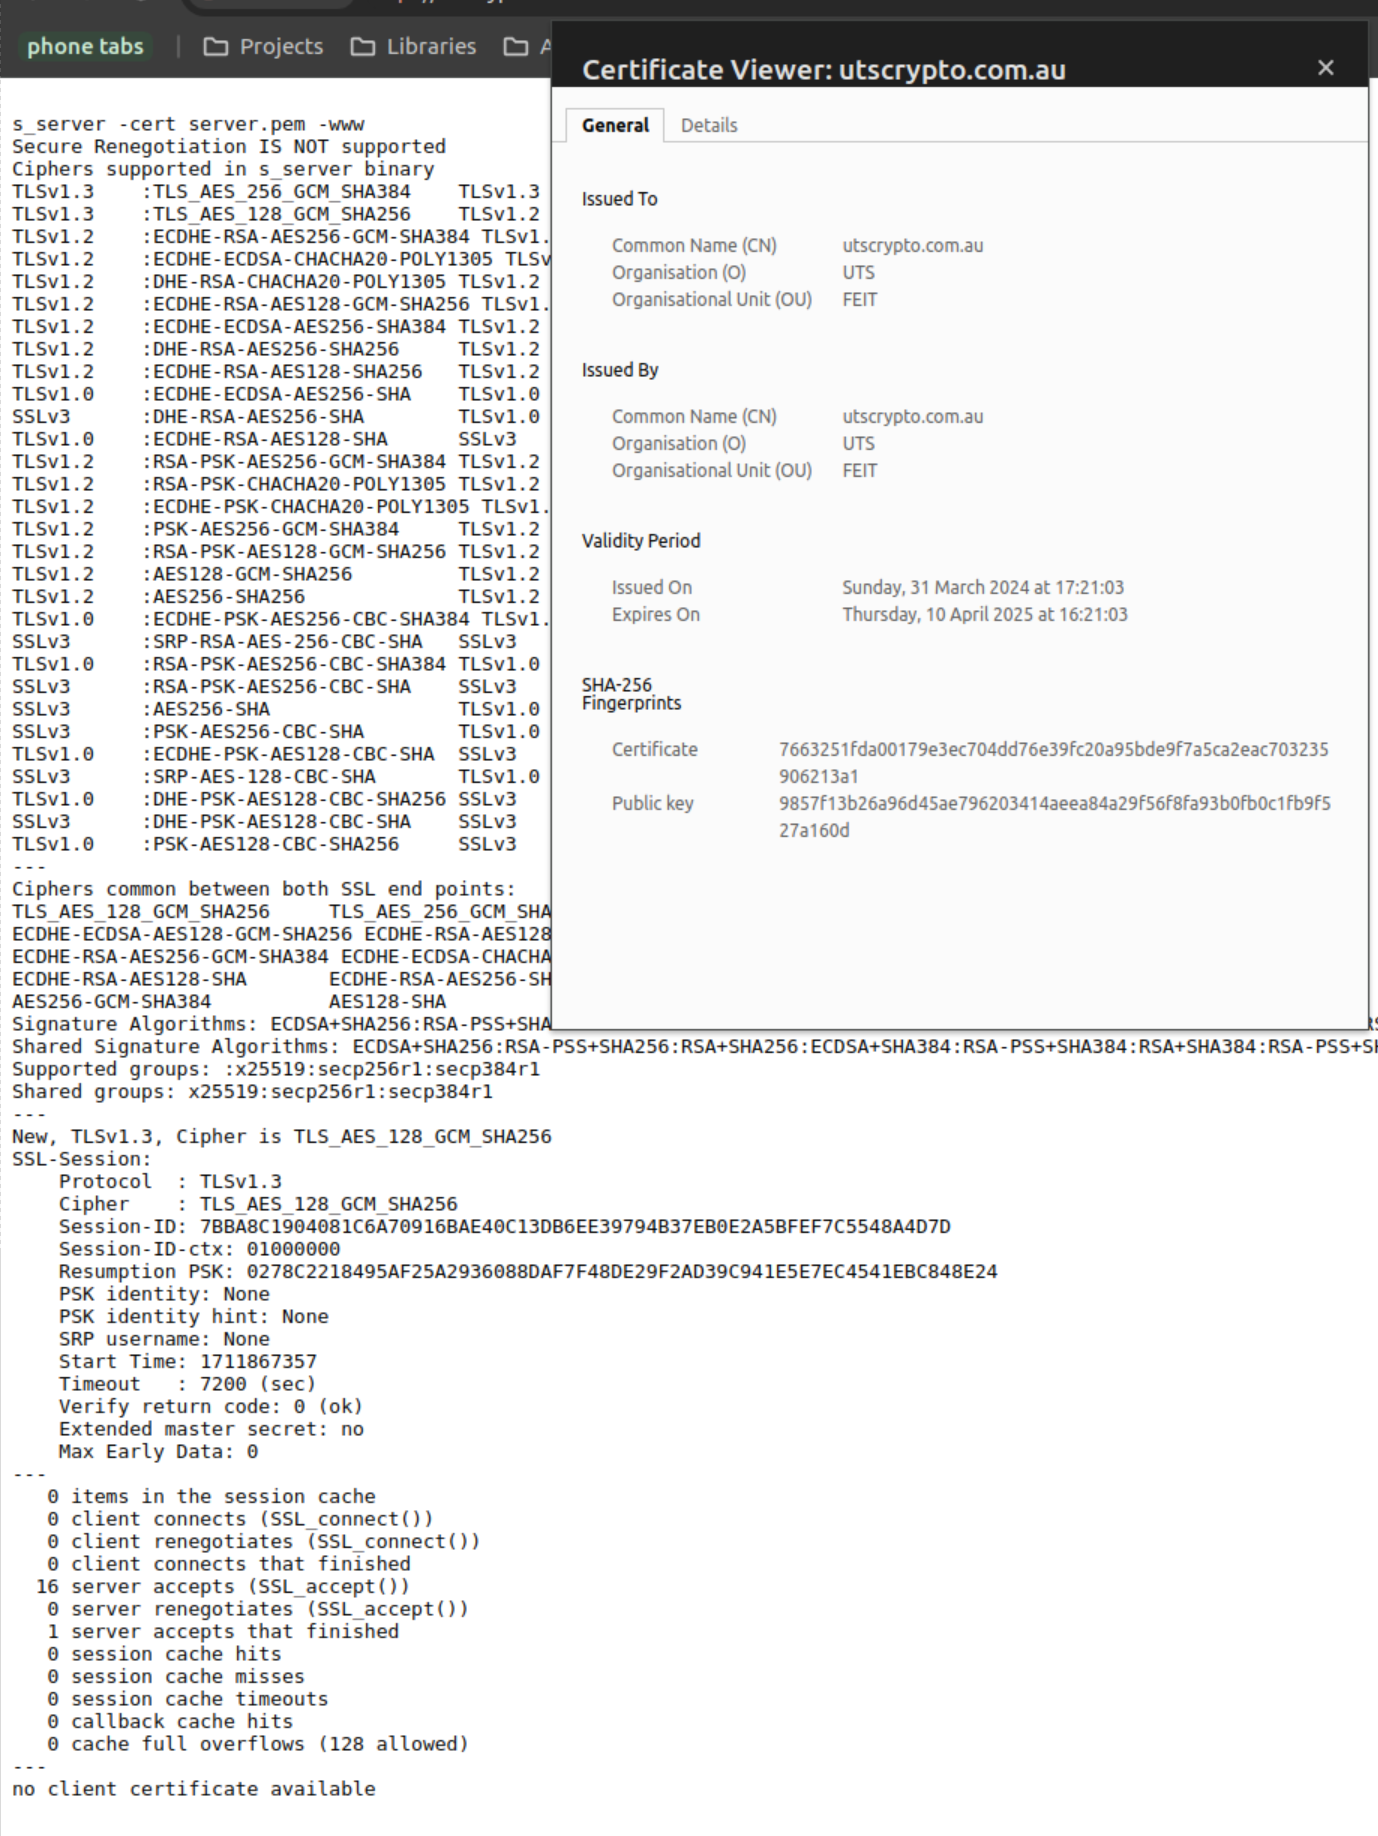 phone tabs | Projects Libraries A
Certificate Viewer: utscrypto.com.au
General Details
Issued To
Common Name (CN) utscrypto.com.au
Organisation (O) UTS
Organisational Unit (OU) FEIT
Issued By
Common Name (CN) utscrypto.com.au
Organisation (O) UTS
Organisational Unit (OU) FEIT
Validity Period
Issued On Sunday, 31 March 2024 at 17:21:03
Expires On Thursday, 10 April 2025 at 16:21:03
SHA-256
Fingerprints
Certificate 7663251fda00179e3ec704dd76e39fc20a95bde9f7a5ca2eac703235
906213a1
Public key 9857f13b26a96d45ae796203414aeea84a29f56f8fa93b0fb0c1fb9f5
27a160d
s_server -cert server.pem -www
Secure Renegotiation IS NOT supported
Ciphers supported in s_server binary
TLSv1.3 :TLS_AES_256_GCM_SHA384 TLSv1.3
TLSv1.3 :TLS_AES_128_GCM_SHA256 TLSv1.2
TLSv1.2 :ECDHE-RSA-AES256-GCM-SHA384 TLSv1.
TLSv1.2 :ECDHE-ECDSA-CHACHA20-POLY1305 TLSv
TLSv1.2 :DHE-RSA-CHACHA20-POLY1305 TLSv1.2
TLSv1.2 :ECDHE-RSA-AES128-GCM-SHA256 TLSv1.
TLSv1.2 :ECDHE-ECDSA-AES256-SHA384 TLSv1.2
TLSv1.2 :DHE-RSA-AES256-SHA256 TLSv1.2
TLSv1.2 :ECDHE-RSA-AES128-SHA256 TLSv1.2
TLSv1.0 :ECDHE-ECDSA-AES256-SHA TLSv1.0
SSLv3 :DHE-RSA-AES256-SHA TLSv1.0
TLSv1.0 :ECDHE-RSA-AES128-SHA SSLv3
TLSv1.2 :RSA-PSK-AES256-GCM-SHA384 TLSv1.2
TLSv1.2 :RSA-PSK-CHACHA20-POLY1305 TLSv1.2
TLSv1.2 :ECDHE-PSK-CHACHA20-POLY1305 TLSv1.
TLSv1.2 :PSK-AES256-GCM-SHA384 TLSv1.2
TLSv1.2 :RSA-PSK-AES128-GCM-SHA256 TLSv1.2
TLSv1.2 :AES128-GCM-SHA256 TLSv1.2
TLSv1.2 :AES256-SHA256 TLSv1.2
TLSv1.0 :ECDHE-PSK-AES256-CBC-SHA384 TLSv1.
SSLv3 :SRP-RSA-AES-256-CBC-SHA SSLv3
TLSv1.0 :RSA-PSK-AES256-CBC-SHA384 TLSv1.0
SSLv3 :RSA-PSK-AES256-CBC-SHA SSLv3
SSLv3 :AES256-SHA TLSv1.0
SSLv3 :PSK-AES256-CBC-SHA TLSv1.0
TLSv1.0 :ECDHE-PSK-AES128-CBC-SHA SSLv3
SSLv3 :SRP-AES-128-CBC-SHA TLSv1.0
TLSv1.0 :DHE-PSK-AES128-CBC-SHA256 SSLv3
SSLv3 :DHE-PSK-AES128-CBC-SHA SSLv3
TLSv1.0 :PSK-AES128-CBC-SHA256 SSLv3
---
Ciphers common between both SSL end points:
TLS_AES_128_GCM_SHA256 TLS_AES_256_GCM_SHA
ECDHE-ECDSA-AES128-GCM-SHA256 ECDHE-RSA-AES128
ECDHE-RSA-AES256-GCM-SHA384 ECDHE-ECDSA-CHACHA
ECDHE-RSA-AES128-SHA ECDHE-RSA-AES256-SH
AES256-GCM-SHA384 AES128-SHA
Signature Algorithms: ECDSA+SHA256:RSA-PSS+SHA
Shared Signature Algorithms: ECDSA+SHA256:RSA-PSS+SHA256:RSA+SHA256:ECDSA+SHA384:RSA-PSS+SHA384:RSA+SHA384:RSA-PSS+SH
Supported groups: :x25519:secp256r1:secp384r1
Shared groups: x25519:secp256r1:secp384r1
---
New, TLSv1.3, Cipher is TLS_AES_128_GCM_SHA256
SSL-Session:
Protocol : TLSv1.3
Cipher : TLS_AES_128_GCM_SHA256
Session-ID: 7BBA8C1904081C6A70916BAE40C13DB6EE39794B37EB0E2A5BFEF7C5548A4D7D
Session-ID-ctx: 01000000
Resumption PSK: 0278C2218495AF25A2936088DAF7F48DE29F2AD39C941E5E7EC4541EBC848E24
PSK identity: None
PSK identity hint: None
SRP username: None
Start Time: 1711867357
Timeout : 7200 (sec)
Verify return code: 0 (ok)
Extended master secret: no
Max Early Data: 0
---
0 items in the session cache
0 client connects (SSL_connect())
0 client renegotiates (SSL_connect())
0 client connects that finished
16 server accepts (SSL_accept())
0 server renegotiates (SSL_accept())
1 server accepts that finished
0 session cache hits
0 session cache misses
0 session cache timeouts
0 callback cache hits
0 cache full overflows (128 allowed)
---
no client certificate available